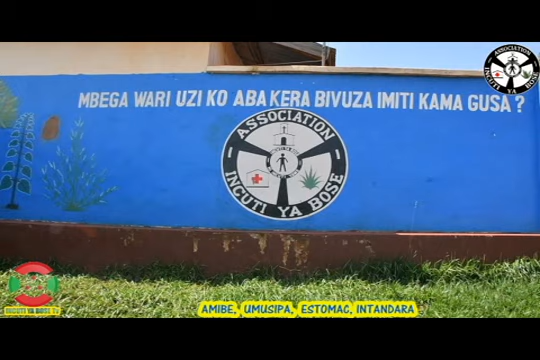 ASSOCIATION
INCUTI YA BOSE
MBEGA WARI UZI KO ABA KERA BIVUZA IMITI KAMA GUSA ?
ASSOCIATION
INCUTI YA BOSE
INCUTI YA BOSE TV
AMIBE, UMUSIPA, ESTOMAC, INTANDARA